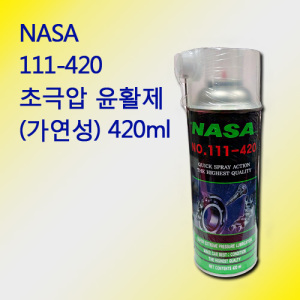 NASA
111-420
초극압 윤활제
(가연성) 420ml
NASA
NO.111-420
QUICK SPRAY ACTION
THE HIGHEST QUALITY